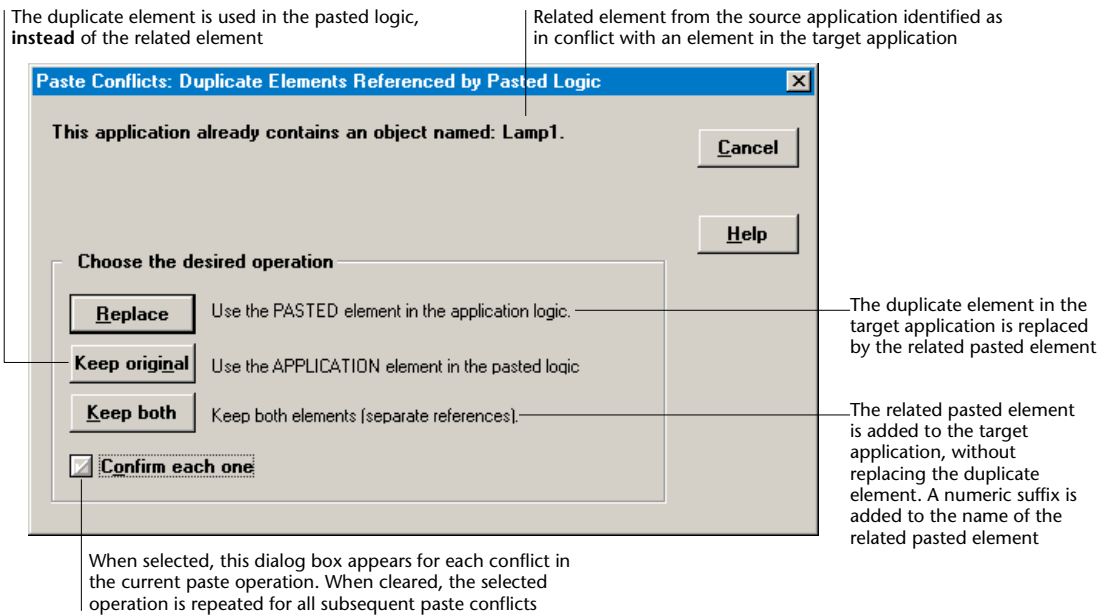 The duplicate element is used in the pasted logic,
instead of the related element
Related element from the source application identified as
in conflict with an element in the target application
Paste Conflicts: Duplicate Elements Referenced by Pasted Logic
This application already contains an object named: Lamp1.
Cancel
Help
Choose the desired operation
Replace
Use the PASTED element in the application logic.
The duplicate element in the
target application is replaced
by the related pasted element
Keep original
Use the APPLICATION element in the pasted logic
Keep both
Keep both elements (separate references).
The related pasted element
is added to the target
application, without
replacing the duplicate
element. A numeric suffix is
added to the name of the
related pasted element
Confirm each one
When selected, this dialog box appears for each conflict in
the current paste operation. When cleared, the selected
operation is repeated for all subsequent paste conflicts